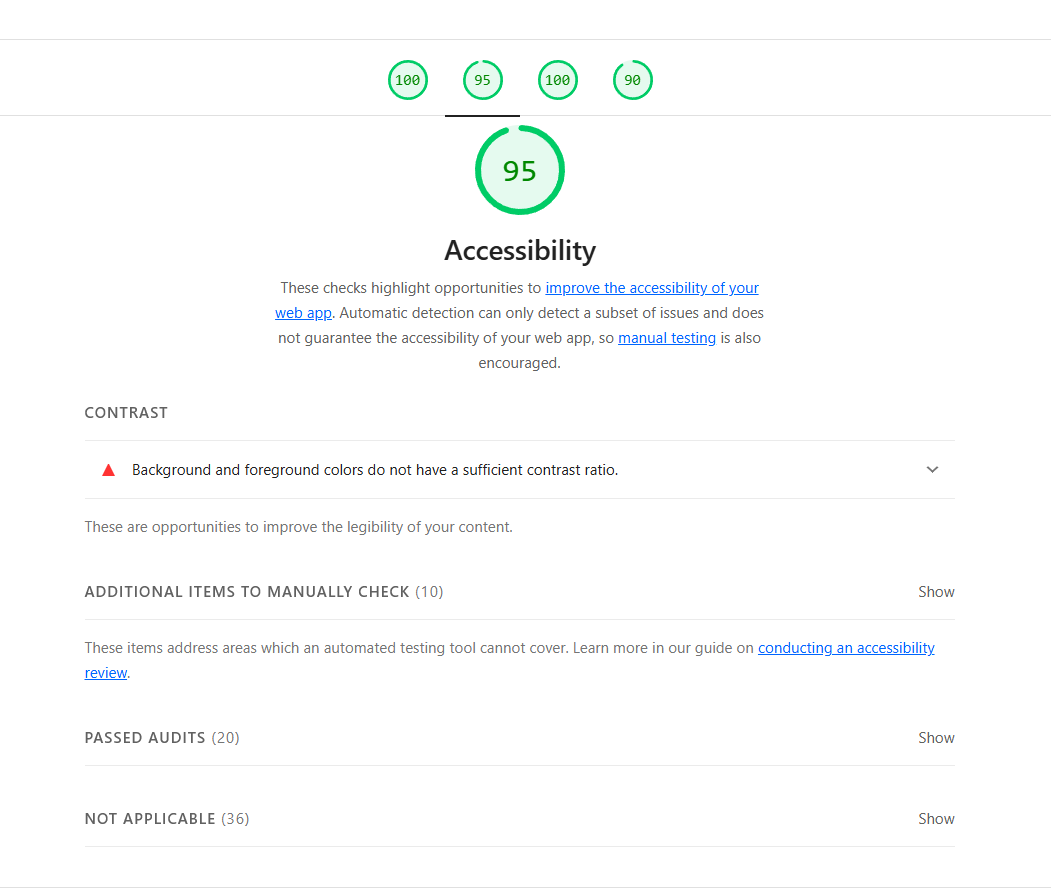 100 95 100 90
95
Accessibility
These checks highlight opportunities to improve the accessibility of your
web app. Automatic detection can only detect a subset of issues and does
not guarantee the accessibility of your web app, so manual testing is also
encouraged.
CONTRAST
Background and foreground colors do not have a sufficient contrast ratio.
These are opportunities to improve the legibility of your content.
ADDITIONAL ITEMS TO MANUALLY CHECK (10) Show
These items address areas which an automated testing tool cannot cover. Learn more in our guide on conducting an accessibility
review.
PASSED AUDITS (20) Show
NOT APPLICABLE (36) Show